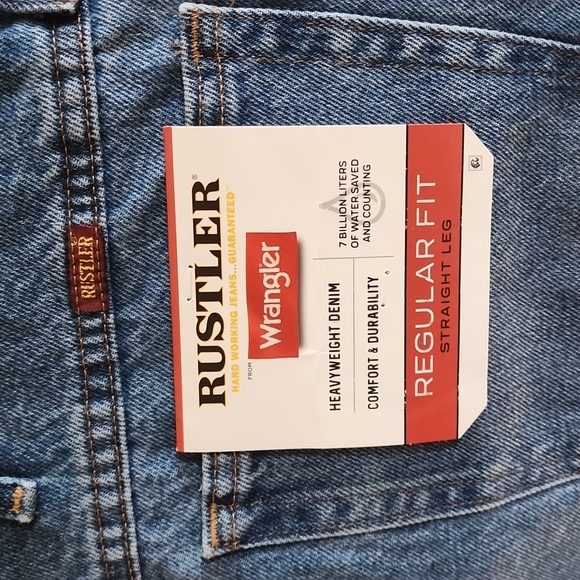 RUSTLER®
HARD WORKING JEANS...GUARANTEED™
FROM
Wrangler
HEAVYWEIGHT DENIM
COMFORT & DURABILITY
7 BILLION LITERS
OF WATER SAVED
AND COUNTING
REGULAR FIT
STRAIGHT LEG
RUSTLER